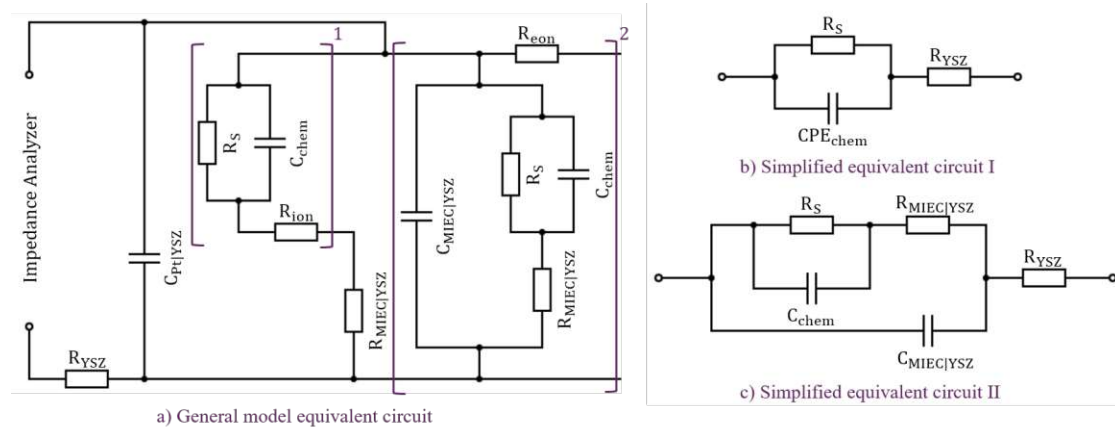 Impedance Analyzer
C_Pt|YSZ
R_YSZ
1
R_S
C_chem
R_ion
R_MIEC|YSZ
2
R_eon
C_MIEC|YSZ
R_S
C_chem
R_MIEC|YSZ
a) General model equivalent circuit
R_S
R_YSZ
CPE_chem
b) Simplified equivalent circuit I
R_S
R_MIEC|YSZ
R_YSZ
C_chem
C_MIEC|YSZ
c) Simplified equivalent circuit II